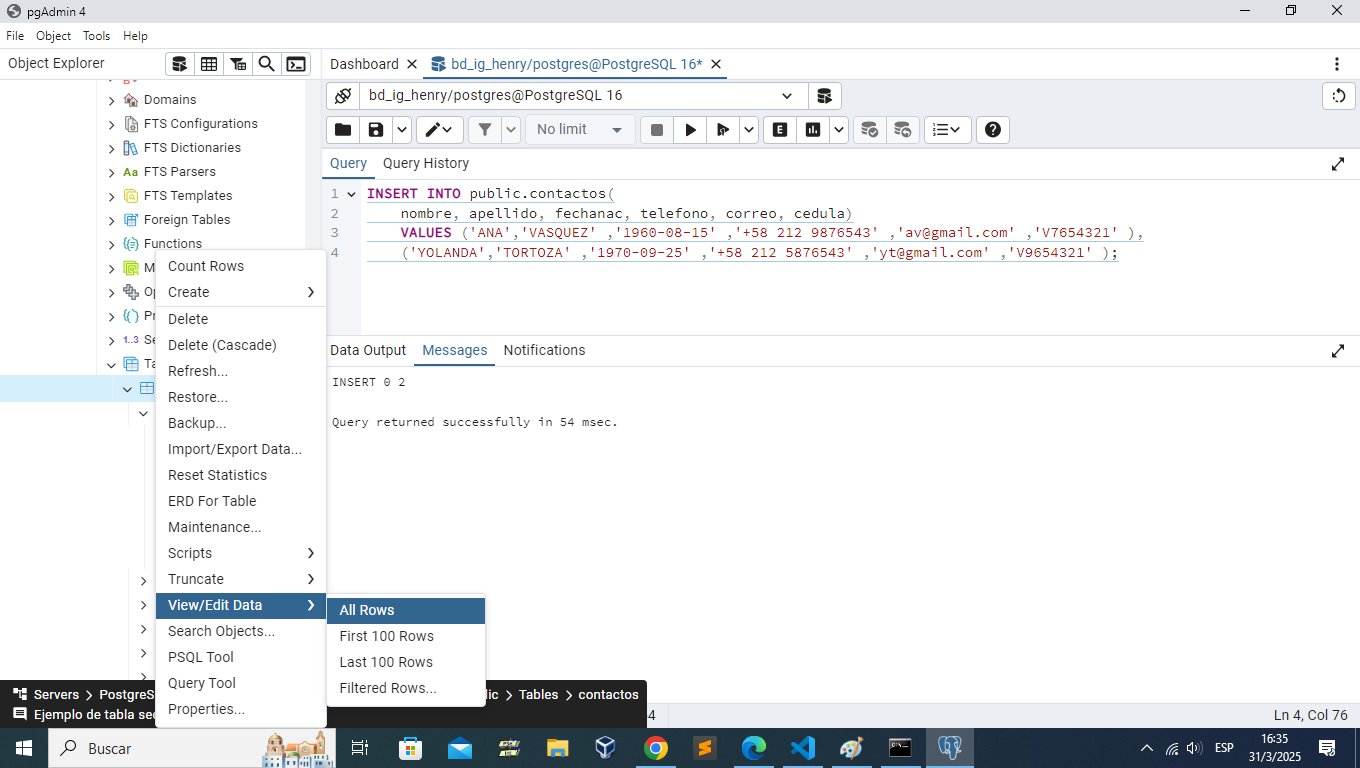 pgAdmin 4
File Object Tools Help
Object Explorer
Dashboard
bd_ig_henry/postgres@PostgreSQL 16*
Domains
FTS Configurations
FTS Dictionaries
Aa FTS Parsers
FTS Templates
Foreign Tables
Functions
M
Op
Pr
1..3 Se
Ta
Count Rows
Create
Delete
Delete (Cascade)
Refresh...
Restore...
Backup...
Import/Export Data...
Reset Statistics
ERD For Table
Maintenance...
Scripts
Truncate
View/Edit Data
Search Objects...
PSQL Tool
Query Tool
Properties...
All Rows
First 100 Rows
Last 100 Rows
Filtered Rows...
bd_ig_henry/postgres@PostgreSQL 16
No limit
E
Query Query History
1 INSERT INTO public.contactos(
2 nombre, apellido, fechanac, telefono, correo, cedula)
3 VALUES ('ANA','VASQUEZ' ,'1960-08-15' ,'+58 212 9876543' ,'av@gmail.com' ,'V7654321' ),
4 ('YOLANDA','TORTOZA' ,'1970-09-25' ,'+58 212 5876543' ,'yt@gmail.com' ,'V9654321' );
Data Output Messages Notifications
INSERT 0 2
Query returned successfully in 54 msec.
Servers > PostgreS
lic > Tables > contactos
Ejemplo de tabla sec
4
Ln 4, Col 76
Buscar
ESP
16:35
31/3/2025